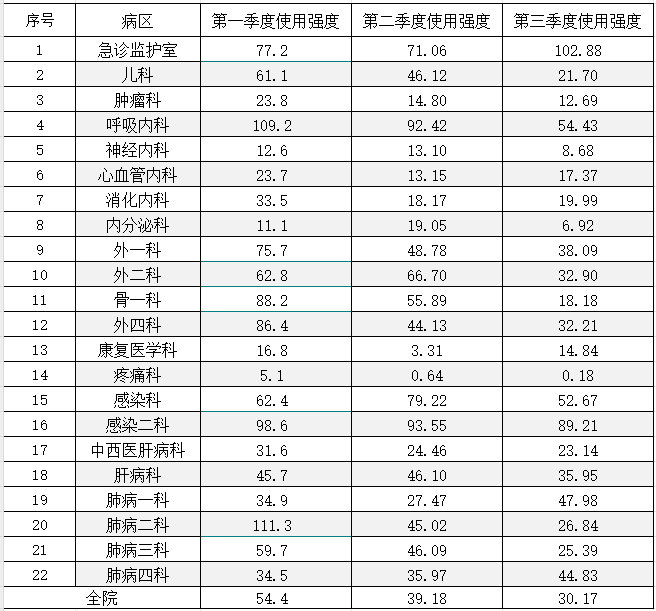 序号 病区 第一季度使用强度 第二季度使用强度 第三季度使用强度
1 急诊监护室 77.2 71.06 102.88
2 儿科 61.1 46.12 21.70
3 肿瘤科 23.8 14.80 12.69
4 呼吸内科 109.2 92.42 54.43
5 神经内科 12.6 13.10 8.68
6 心血管内科 23.7 13.15 17.37
7 消化内科 33.5 18.17 19.99
8 内分泌科 11.1 19.05 6.92
9 外一科 75.7 48.78 38.09
10 外二科 62.8 66.70 32.90
11 骨一科 88.2 55.89 18.18
12 外四科 86.4 44.13 32.21
13 康复医学科 16.8 3.31 14.84
14 疼痛科 5.1 0.64 0.18
15 感染科 62.4 79.22 52.67
16 感染二科 98.6 93.55 89.21
17 中西医肝病科 31.6 24.46 23.14
18 肝病科 45.7 46.10 35.95
19 肺病一科 34.9 27.47 47.98
20 肺病二科 111.3 45.02 26.84
21 肺病三科 59.7 46.09 25.39
22 肺病四科 34.5 35.97 44.83
全院 54.4 39.18 30.17